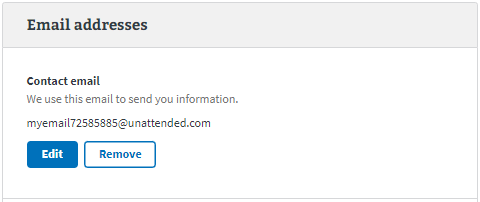 Email addresses
Contact email
We use this email to send you information.
myemail72585885@unattended.com
Edit
Remove